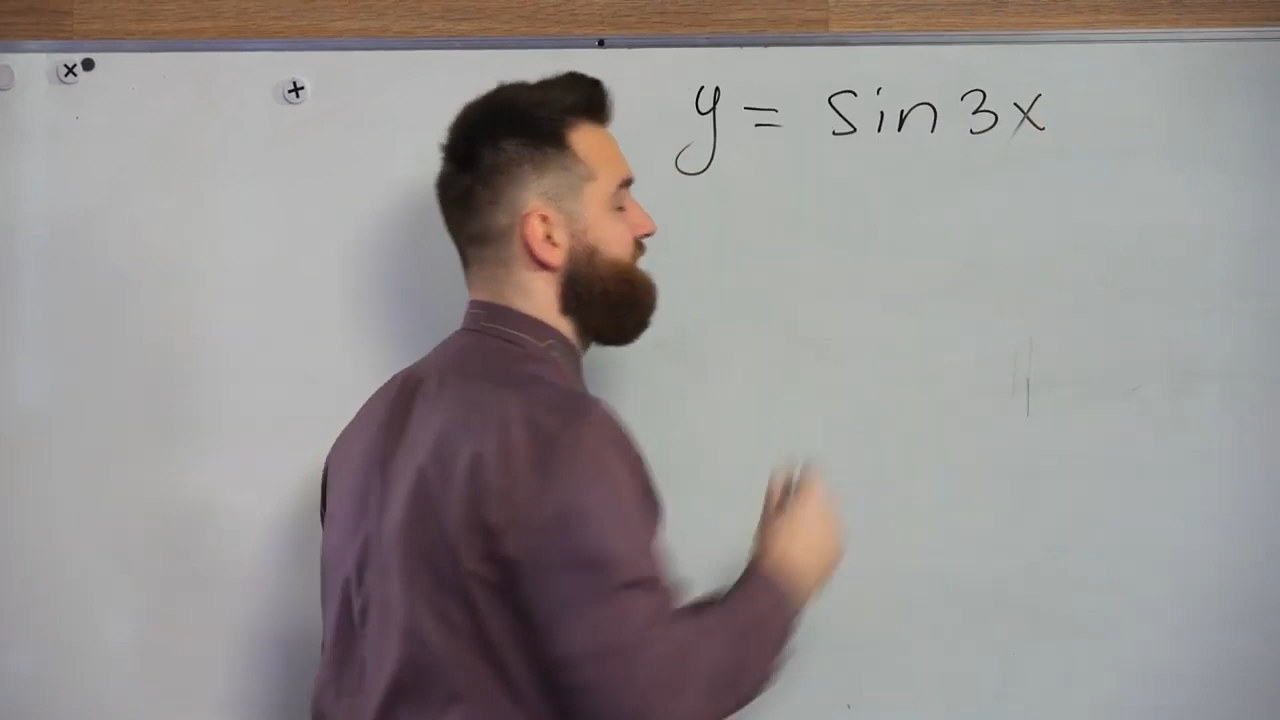 × +
y = sin 3x